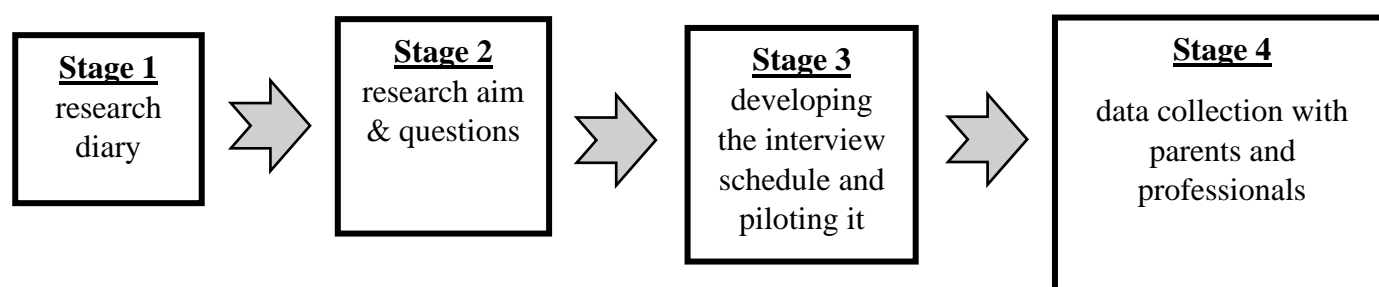 Stage 1
research
diary
Stage 2
research aim
& questions
Stage 3
developing
the interview
schedule and
piloting it
Stage 4
data collection with
parents and
professionals